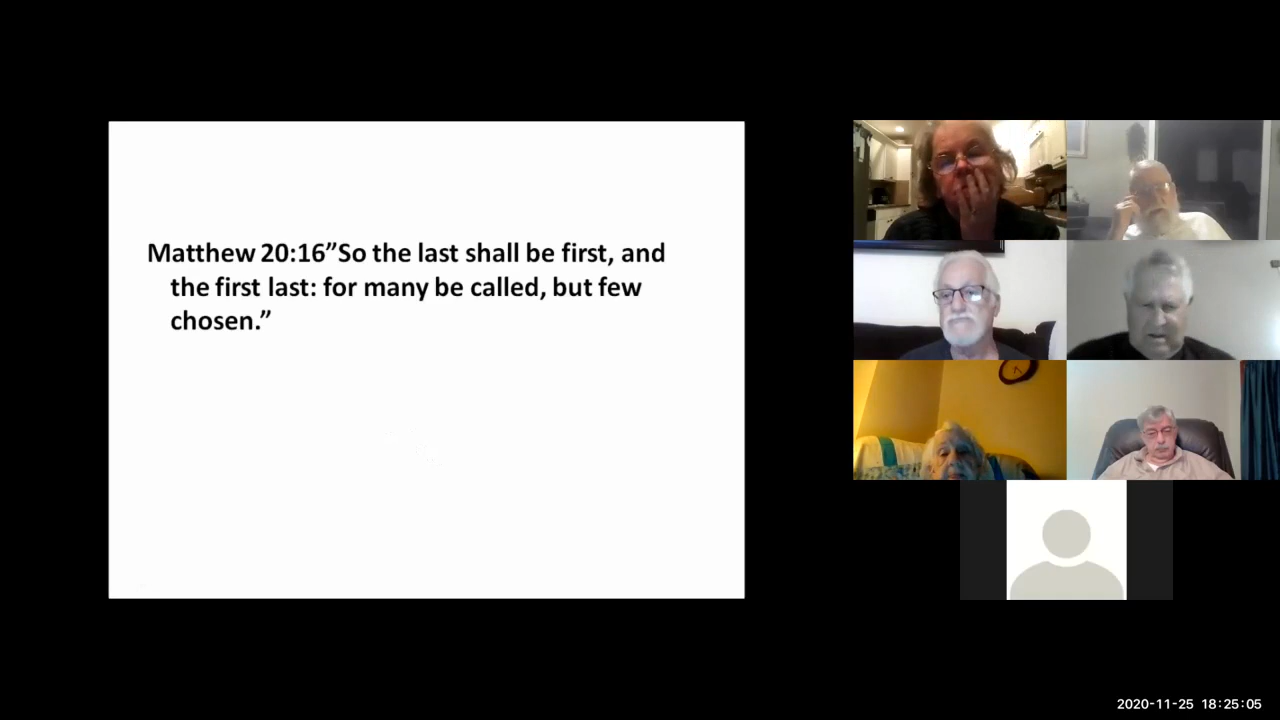 Matthew 20:16”So the last shall be first, and
the first last: for many be called, but few
chosen.”
2020-11-25 18:25:05